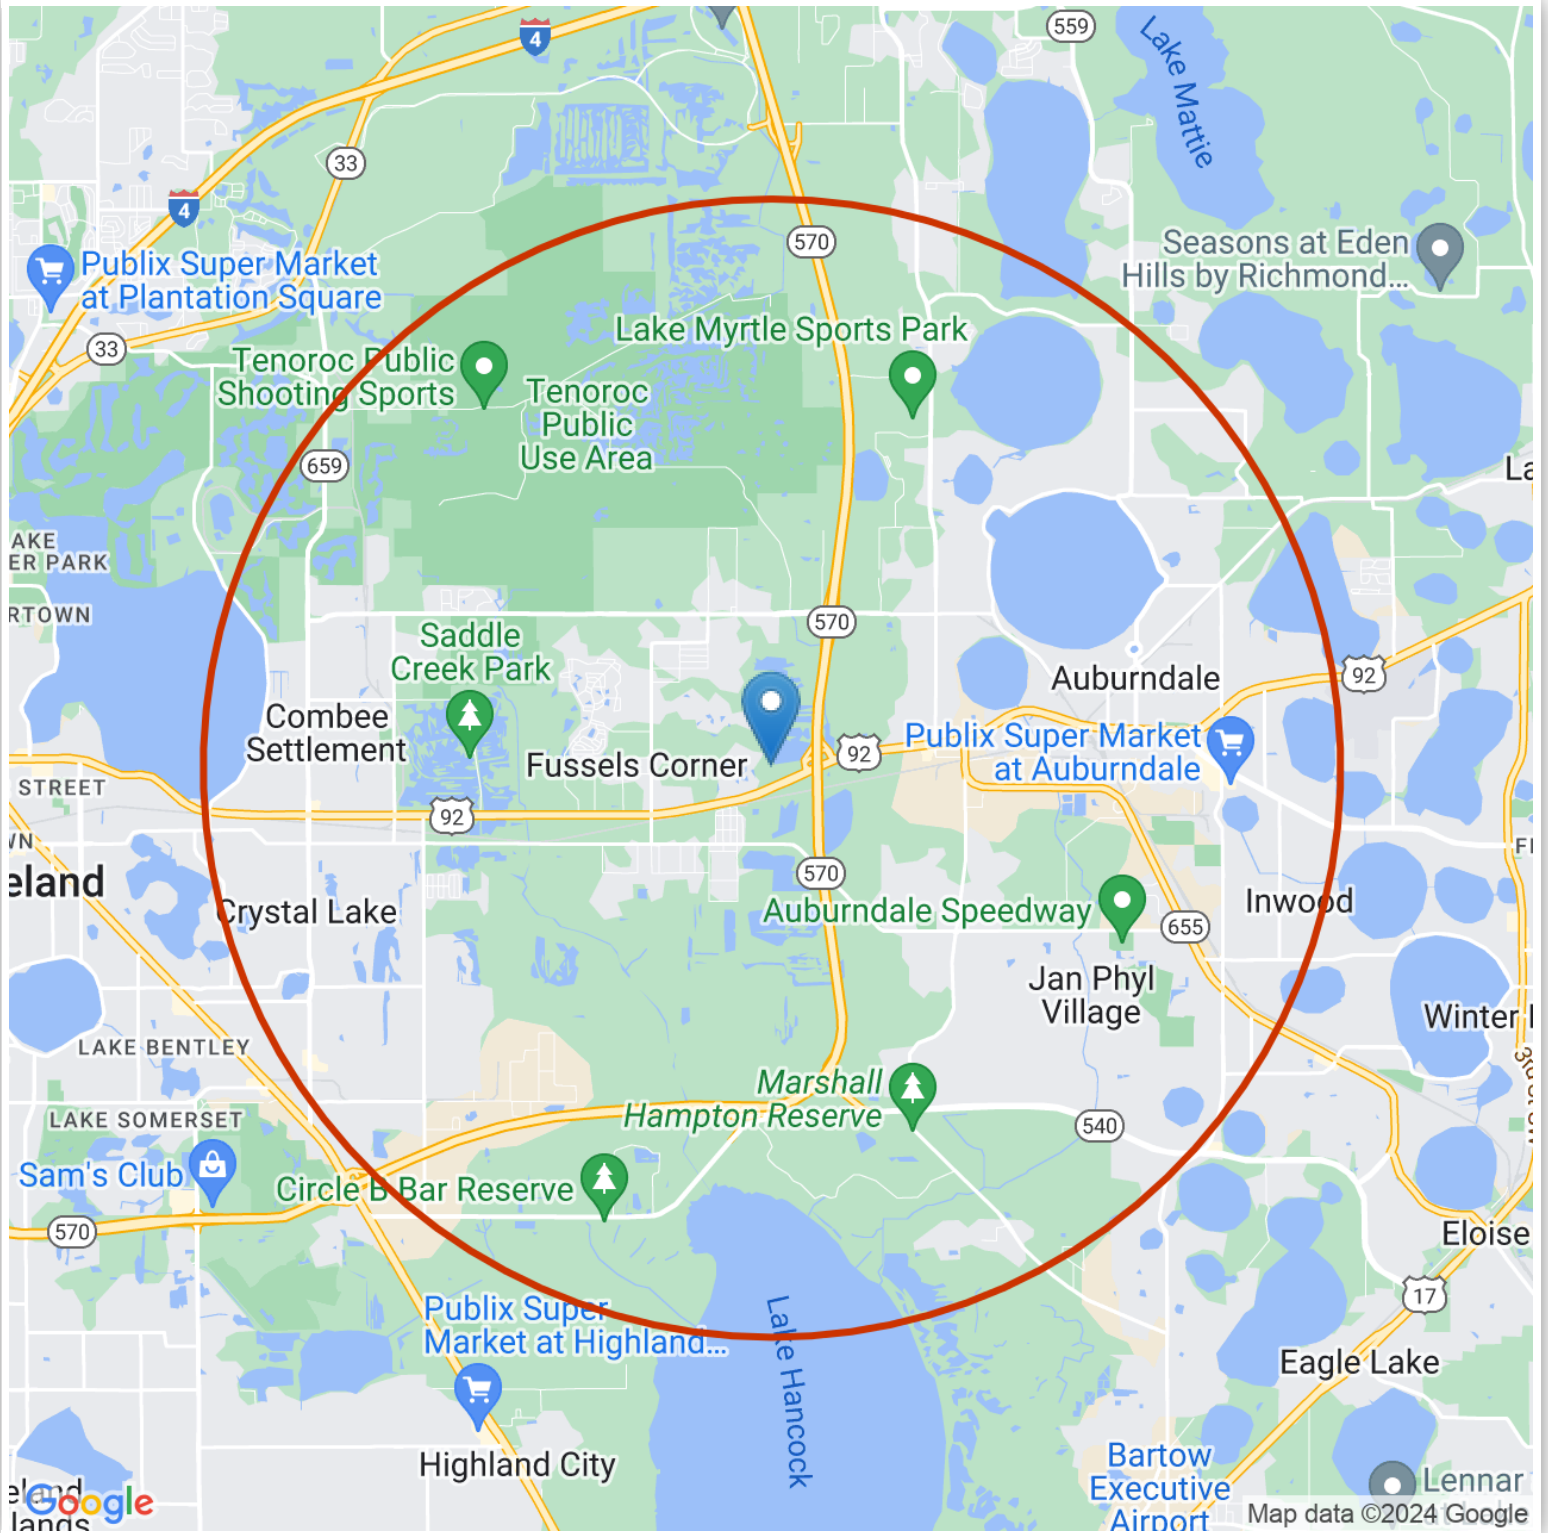 4
559
Lake Mattie
33
4
570
Seasons at Eden
Hills by Richmond...
Publix Super Market
at Plantation Square
Lake Myrtle Sports Park
33
Tenoroc Public
Shooting Sports
Tenoroc
Public
Use Area
659
La
AKE
ER PARK
RTOWN
570
Saddle
Creek Park
Auburndale
92
Combee
Settlement
Fussels Corner
92
Publix Super Market
at Auburndale
STREET
92
WN
FI
eland
570
Crystal Lake
Auburndale Speedway
Inwood
655
Jan Phyl
Village
Winter
LAKE BENTLEY
Marshall
Hampton Reserve
LAKE SOMERSET
540
Sam's Club
Circle B Bar Reserve
570
Eloise
17
Publix Super
Market at Highland...
Lake Hancock
Eagle Lake
Highland City
Bartow
Executive
Airport
Lennar
eland
lands
Google
Map data ©2024 Google